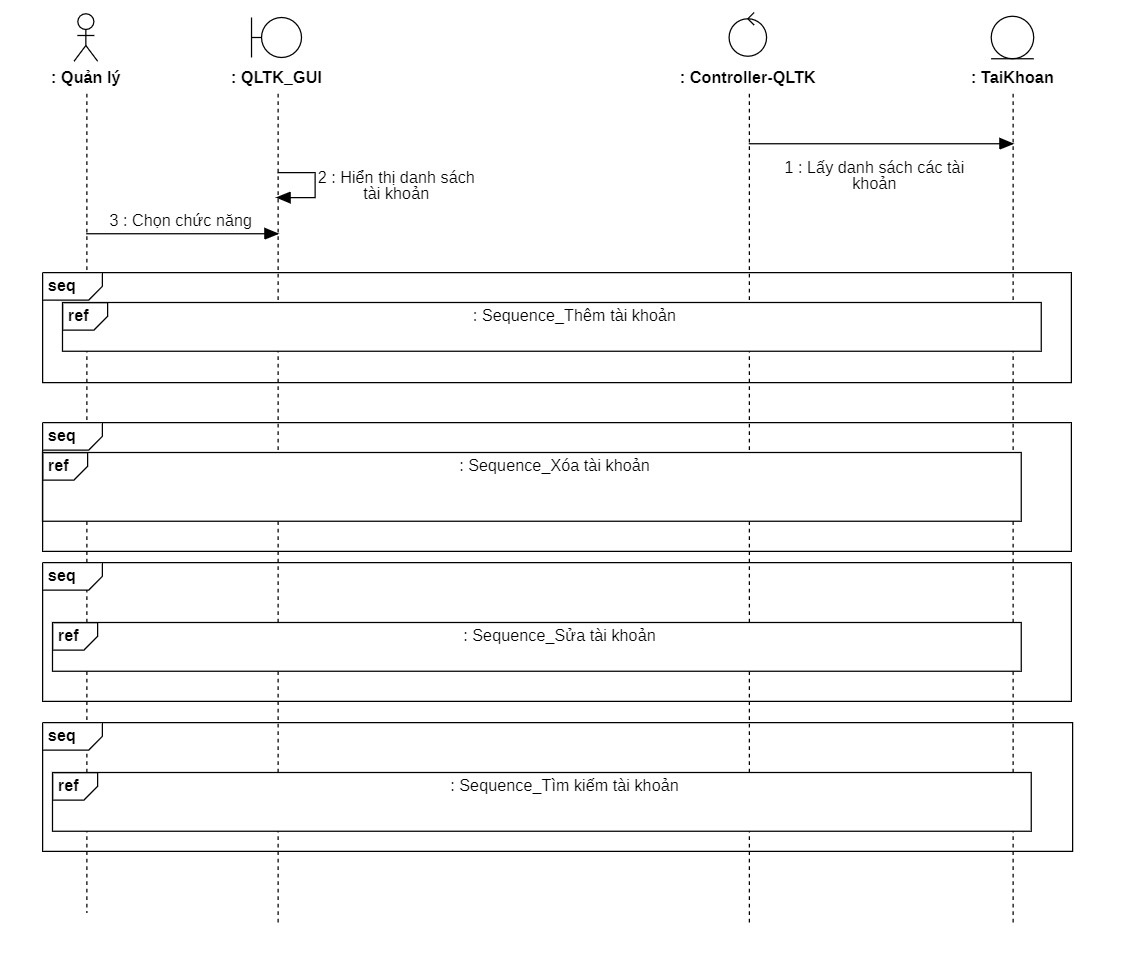 : Quản lý
: QLTK_GUI
: Controller-QLTK
: TaiKhoan
1 : Lấy danh sách các tài
khoản
2 : Hiển thị danh sách
tài khoản
3 : Chọn chức năng
seq
ref
: Sequence_Thêm tài khoản
seq
ref
: Sequence_Xóa tài khoản
seq
ref
: Sequence_Sửa tài khoản
seq
ref
: Sequence_Tìm kiếm tài khoản